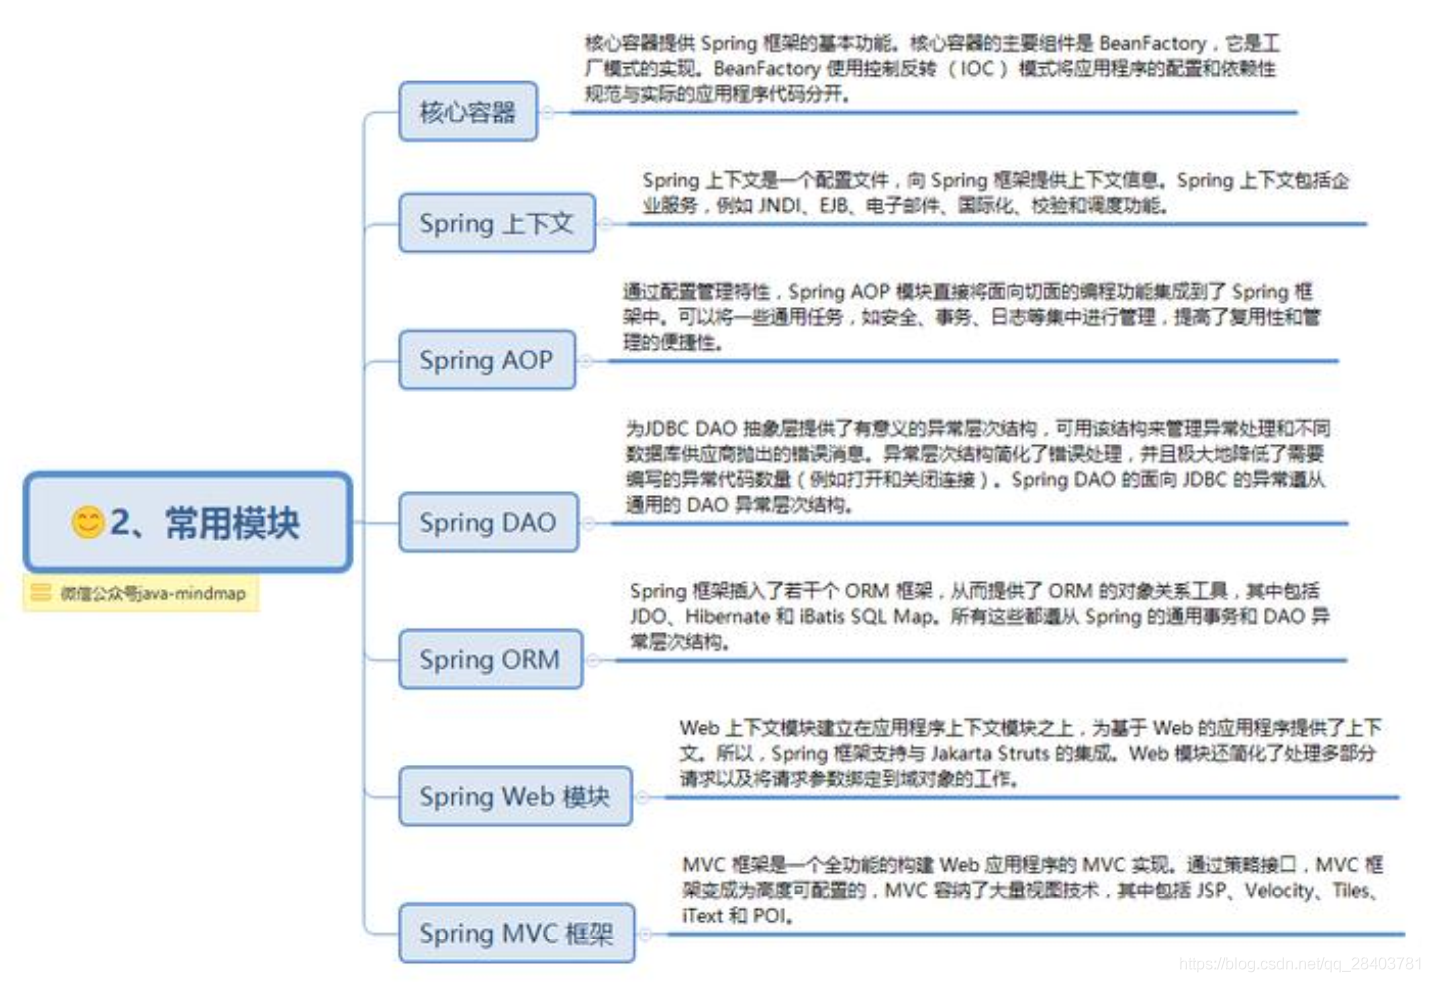 核心容器提供 Spring 框架的基本功能。核心容器的主要组件是 BeanFactory，它是工
厂模式的实现。BeanFactory 使用控制反转 （IOC） 模式将应用程序的配置和依赖性
规范与实际的应用程序代码分开。
核心容器
Spring 上下文是一个配置文件，向 Spring 框架提供上下文信息。Spring 上下文包括企
业服务，例如 JNDI、EJB、电子邮件、国际化、校验和调度功能。
Spring 上下文
通过配置管理特性，Spring AOP 模块直接将面向切面的编程功能集成到了 Spring 框
架中。可以将一些通用任务，如安全、事务、日志等集中进行管理，提高了复用性和管
理的便捷性。
Spring AOP
为JDBC DAO 抽象层提供了有意义的异常层次结构，可用该结构来管理异常处理和不同
数据库供应商抛出的错误消息。异常层次结构简化了错误处理，并且极大地降低了需要
编写的异常代码数量（例如打开和关闭连接）。Spring DAO 的面向 JDBC 的异常遵从
通用的 DAO 异常层次结构。
Spring DAO
2、常用模块
微信公众号java-mindmap
Spring 框架插入了若干个 ORM 框架，从而提供了 ORM 的对象关系工具，其中包括
JDO、Hibernate 和 iBatis SQL Map。所有这些都遵从 Spring 的通用事务和 DAO 异
常层次结构。
Spring ORM
Web 上下文模块建立在应用程序上下文模块之上，为基于 Web 的应用程序提供了上下
文。所以，Spring 框架支持与 Jakarta Struts 的集成。Web 模块还简化了处理多部分
请求以及将请求参数绑定到域对象的工作。
Spring Web 模块
MVC 框架是一个全功能的构建 Web 应用程序的 MVC 实现。通过策略接口，MVC 框
架变成为高度可配置的，MVC 容纳了大量视图技术，其中包括 JSP、Velocity、Tiles、
iText 和 POI。
Spring MVC 框架
https://blog.csdn.net/qq_28403781